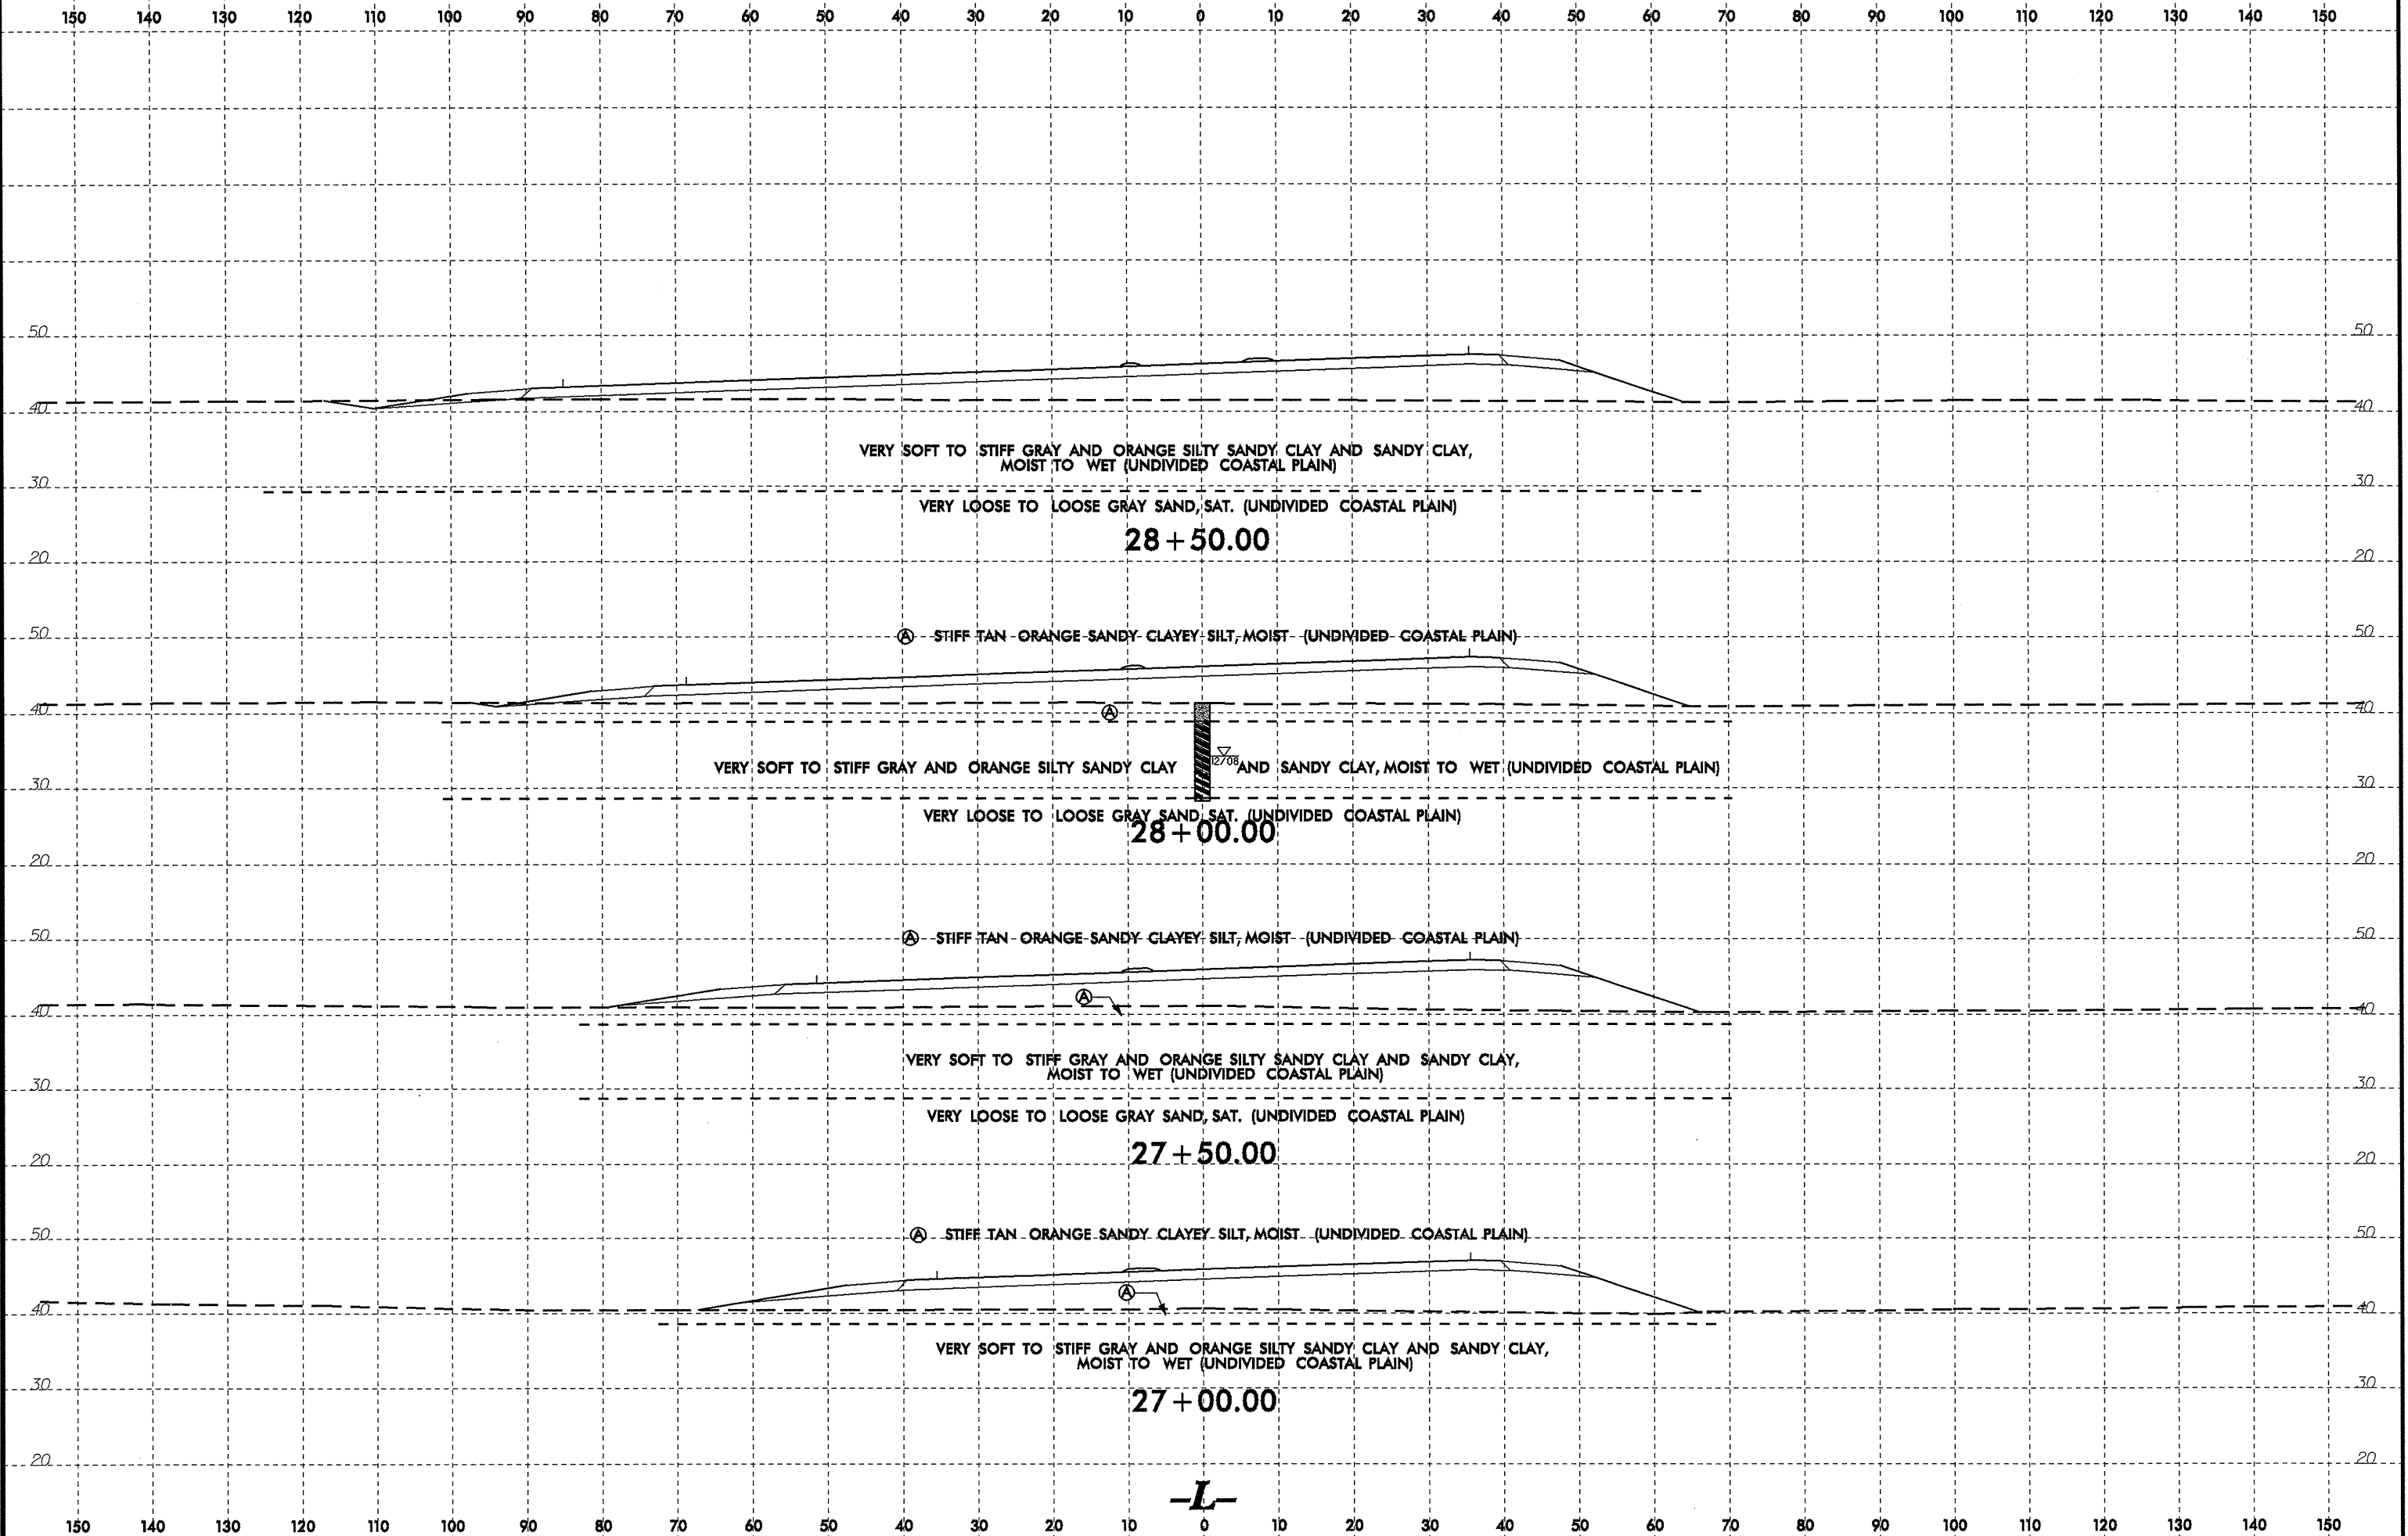 150 140 130 120 110 100 90 80 70 60 50 40 30 20 10 0 10 20 30 40 50 60 70 80 90 100 110 120 130 140 150
50 50
40 40
VERY SOFT TO STIFF GRAY AND ORANGE SILTY SANDY CLAY AND SANDY CLAY,
MOIST TO WET (UNDIVIDED COASTAL PLAIN)
30 30
VERY LOOSE TO LOOSE GRAY SAND, SAT. (UNDIVIDED COASTAL PLAIN)
28+50.00
20 20
50 Ⓐ STIFF TAN ORANGE SANDY CLAYEY SILT, MOIST (UNDIVIDED COASTAL PLAIN) 50
40 Ⓐ 40
12/08
VERY SOFT TO STIFF GRAY AND ORANGE SILTY SANDY CLAY AND SANDY CLAY, MOIST TO WET (UNDIVIDED COASTAL PLAIN)
30 30
VERY LOOSE TO LOOSE GRAY SAND, SAT. (UNDIVIDED COASTAL PLAIN)
28+00.00
20 20
50 Ⓐ STIFF TAN ORANGE SANDY CLAYEY SILT, MOIST (UNDIVIDED COASTAL PLAIN) 50
Ⓐ
40 40
VERY SOFT TO STIFF GRAY AND ORANGE SILTY SANDY CLAY AND SANDY CLAY,
MOIST TO WET (UNDIVIDED COASTAL PLAIN)
30 30
VERY LOOSE TO LOOSE GRAY SAND, SAT. (UNDIVIDED COASTAL PLAIN)
27+50.00
20 20
50 Ⓐ STIFF TAN ORANGE SANDY CLAYEY SILT, MOIST (UNDIVIDED COASTAL PLAIN) 50
Ⓐ
40 40
VERY SOFT TO STIFF GRAY AND ORANGE SILTY SANDY CLAY AND SANDY CLAY,
MOIST TO WET (UNDIVIDED COASTAL PLAIN)
30 30
27+00.00
20 20
-L-
150 140 130 120 110 100 90 80 70 60 50 40 30 20 10 0 10 20 30 40 50 60 70 80 90 100 110 120 130 140 150